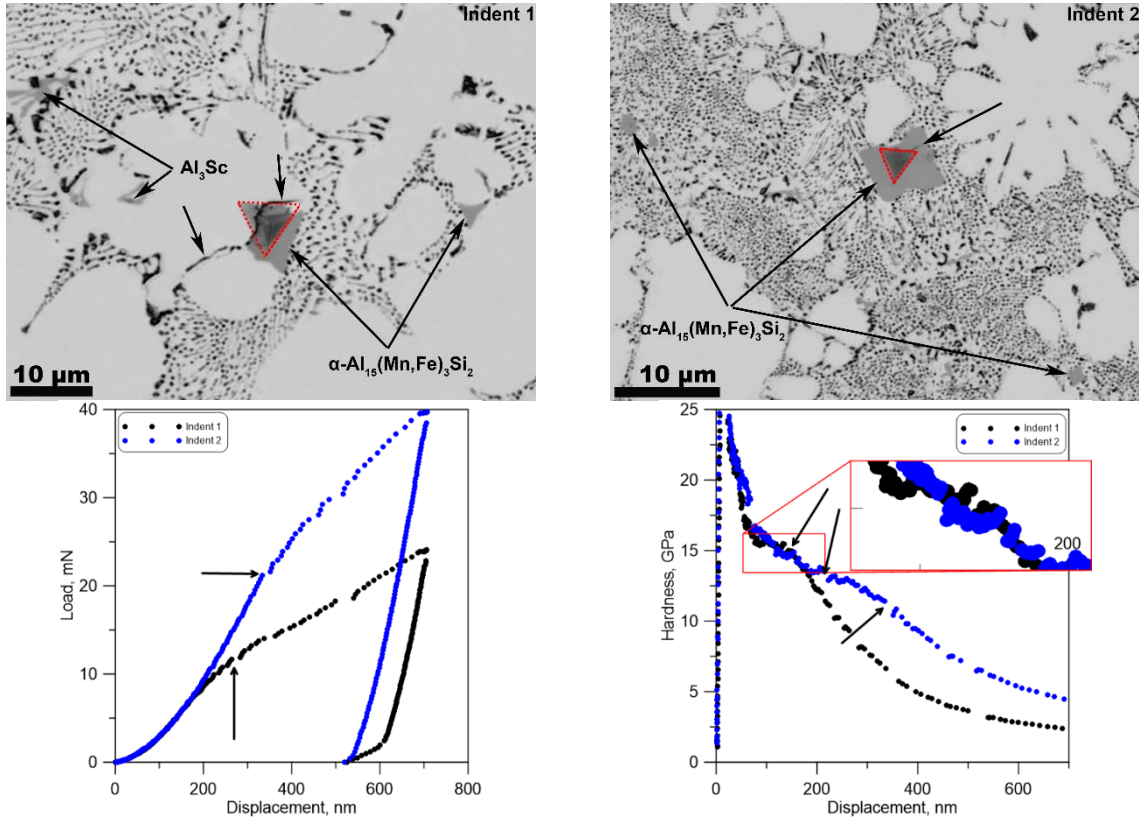 Indent 1
Al₃Sc
α-Al₁₅(Mn,Fe)₃Si₂
10 µm
Indent 2
α-Al₁₅(Mn,Fe)₃Si₂
10 µm
40
30
20
10
0
Load, mN
Indent 1
Indent 2
0 200 400 600 800
Displacement, nm
25
20
15
10
5
0
Hardness, GPa
Indent 1
Indent 2
200
0 200 400 600
Displacement, nm